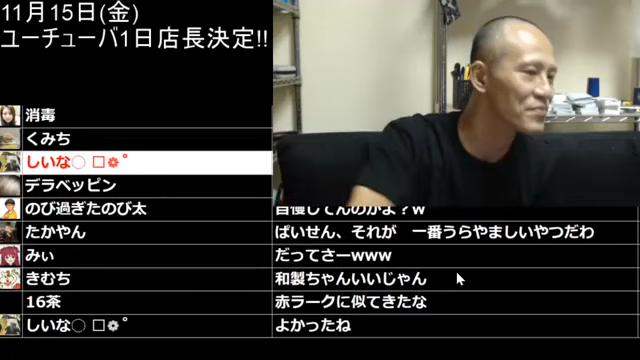 11月15日(金)
ユーチューバ1日店長決定!!
消毒
くみち
しいな◌ □❁˚
デラベッピン
のび過ぎたのび太 自慢してんのかよ?w
たかやん ぱいせん、それが 一番うらやましいやつだわ
みぃ だってさーwww
きむち 和製ちゃんいいじゃん
16茶 赤ラークに似てきたな
しいな◌ □❁˚ よかったね